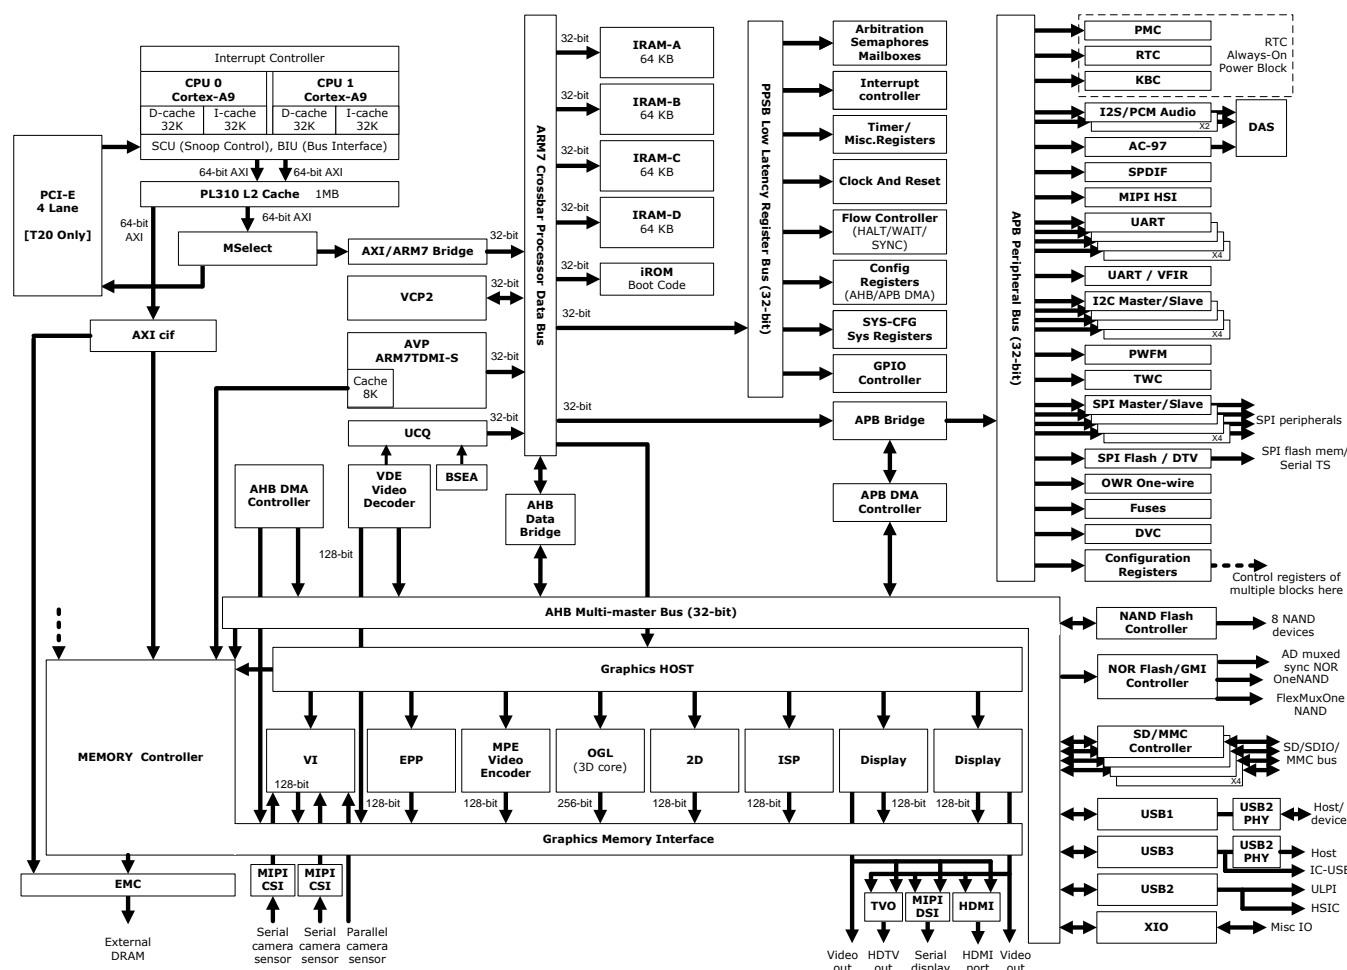 Interrupt Controller
CPU 0
Cortex-A9
CPU 1
Cortex-A9
D-cache
32K
I-cache
32K
D-cache
32K
I-cache
32K
SCU (Snoop Control), BIU (Bus Interface)
64-bit AXI
64-bit AXI
PL310 L2 Cache 1MB
PCI-E
4 Lane
[T20 Only]
64-bit
AXI
64-bit AXI
MSelect
AXI/ARM7 Bridge
32-bit
VCP2
32-bit
AXI cif
AVP
ARM7TDMI-S
Cache
8K
32-bit
UCQ
32-bit
AHB DMA
Controller
VDE
Video
Decoder
BSEA
AHB
Data
Bridge
128-bit
ARM7 Crossbar Processor Data Bus
32-bit
IRAM-A
64 KB
32-bit
IRAM-B
64 KB
32-bit
IRAM-C
64 KB
32-bit
IRAM-D
64 KB
32-bit
iROM
Boot Code
32-bit
32-bit
PPSB Low Latency Register Bus (32-bit)
Arbitration
Semaphores
Mailboxes
Interrupt
controller
Timer/
Misc.Registers
Clock And Reset
Flow Controller
(HALT/WAIT/
SYNC)
Config
Registers
(AHB/APB DMA)
SYS-CFG
Sys Registers
GPIO
Controller
APB Bridge
APB DMA
Controller
APB Peripheral Bus (32-bit)
PMC
RTC
KBC
RTC
Always-On
Power Block
I2S/PCM Audio
X2
DAS
AC-97
SPDIF
MIPI HSI
UART
X4
UART / VFIR
I2C Master/Slave
X4
PWFM
TWC
SPI Master/Slave
X4
SPI peripherals
SPI Flash / DTV
SPI flash mem/
Serial TS
OWR One-wire
Fuses
DVC
Configuration
Registers
Control registers of
multiple blocks here
AHB Multi-master Bus (32-bit)
NAND Flash
Controller
8 NAND
devices
NOR Flash/GMI
Controller
AD muxed
sync NOR
OneNAND
FlexMuxOne
NAND
SD/MMC
Controller
X4
SD/SDIO/
MMC bus
USB1
USB2
PHY
Host/
device
USB3
USB2
PHY
Host
IC-USB
USB2
ULPI
HSIC
XIO
Misc IO
Graphics HOST
MEMORY Controller
VI
128-bit
EPP
MPE
Video
Encoder
OGL
(3D core)
2D
ISP
Display
Display
128-bit
128-bit
256-bit
128-bit
128-bit
128-bit
128-bit
Graphics Memory Interface
EMC
MIPI
CSI
MIPI
CSI
TVO
MIPI
DSI
HDMI
External
DRAM
Serial
camera
sensor
Serial
camera
sensor
Parallel
camera
sensor
Video
out
HDTV
out
Serial
display
HDMI
port
Video
out